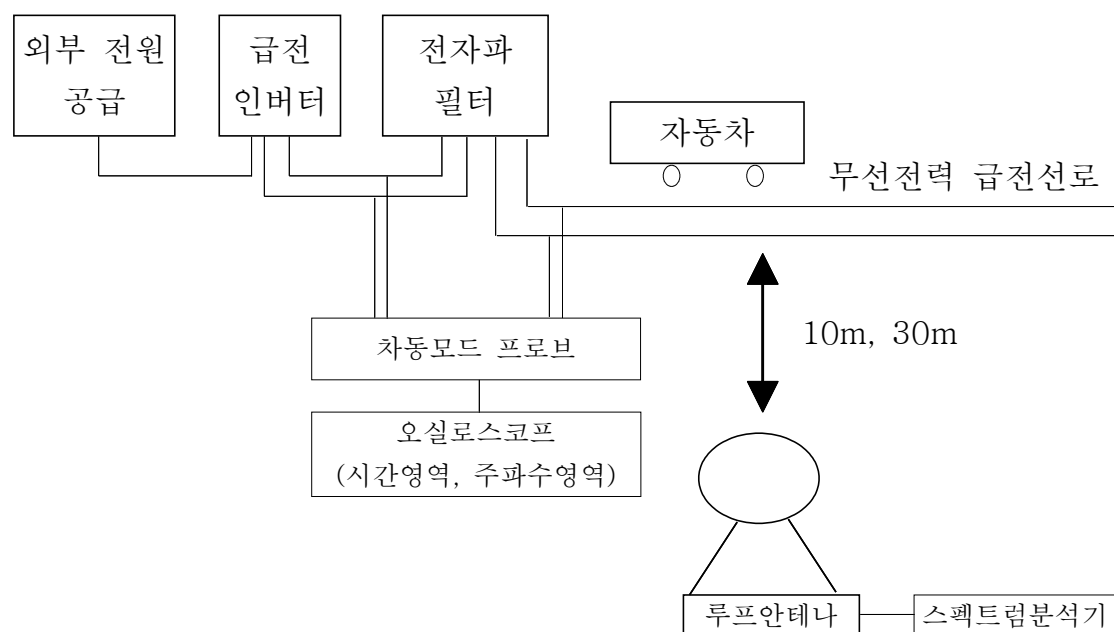 외부 전원
공급
급전
인버터
전자파
필터
자동차
무선전력 급전선로
차동모드 프로브
10m, 30m
오실로스코프
(시간영역, 주파수영역)
루프안테나
스펙트럼분석기